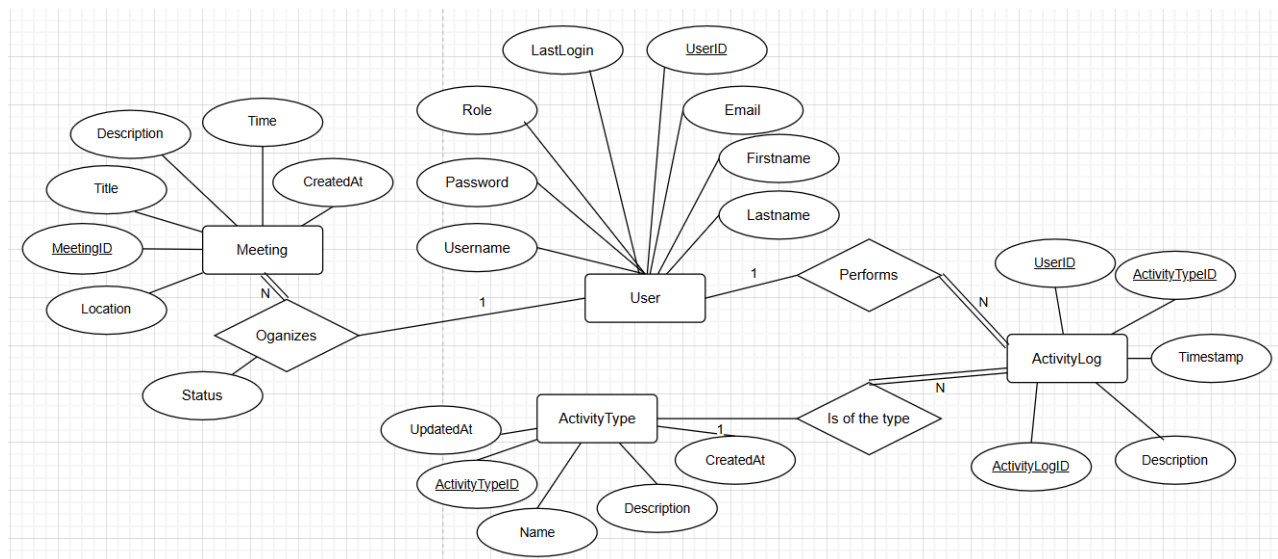 LastLogin
UserID
Role
Email
Description
Time
Firstname
Title
CreatedAt
Password
Lastname
MeetingID
Meeting
Username
Location
N
Oganizes
1
User
1
Performs
N
UserID
ActivityTypeID
ActivityLog
Timestamp
Status
ActivityType
Is of the type
N
1
UpdatedAt
CreatedAt
ActivityTypeID
Name
Description
ActivityLogID
Description